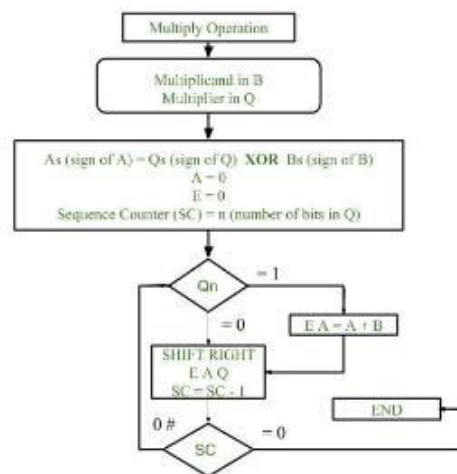 Multiply Operation
Multiplicand in B
Multiplier in Q
As (sign of A) = Qs (sign of Q) XOR Bs (sign of B)
A = 0
E = 0
Sequence Counter (SC) = n (number of bits in Q)
Qn
= 1
= 0
E A = A + B
SHIFT RIGHT
E A Q
SC = SC - 1
END
0 #
= 0
SC